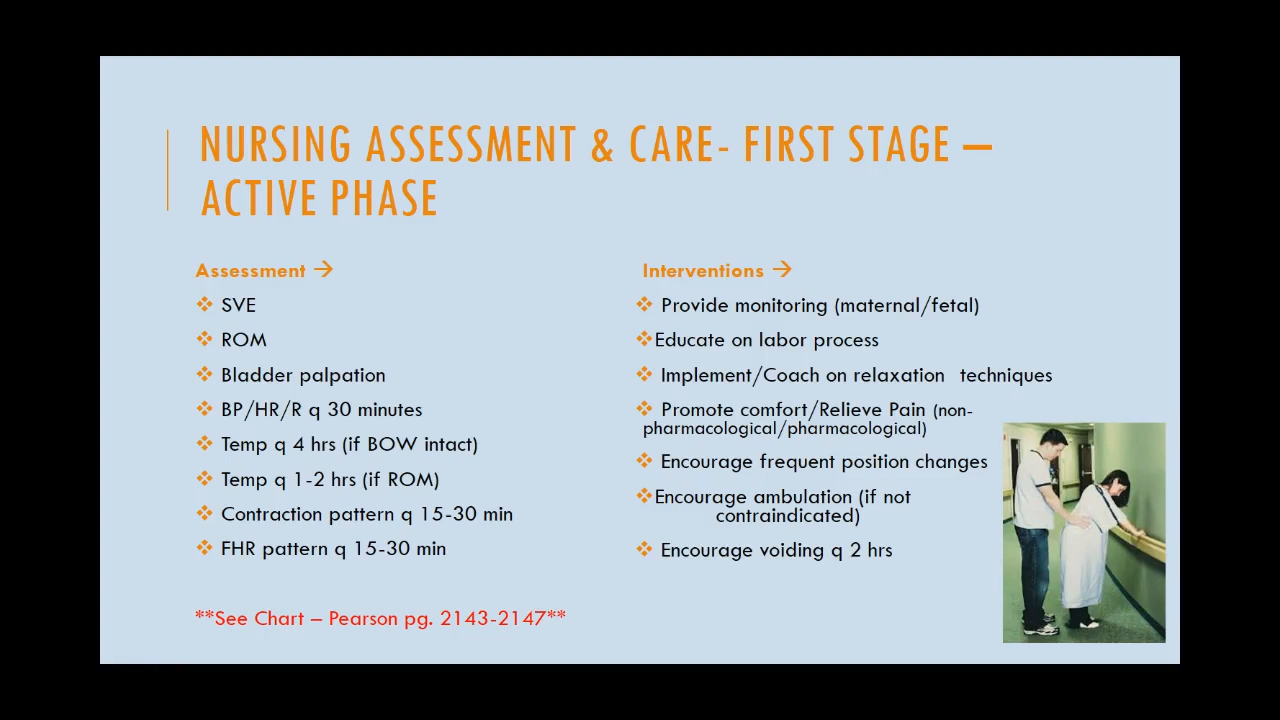 NURSING ASSESSMENT & CARE- FIRST STAGE –
ACTIVE PHASE
Assessment →
SVE
ROM
Bladder palpation
BP/HR/R q 30 minutes
Temp q 4 hrs (if BOW intact)
Temp q 1-2 hrs (if ROM)
Contraction pattern q 15-30 min
FHR pattern q 15-30 min
**See Chart – Pearson pg. 2143-2147**
Interventions →
Provide monitoring (maternal/fetal)
Educate on labor process
Implement/Coach on relaxation techniques
Promote comfort/Relieve Pain (non-
pharmacological/pharmacological)
Encourage frequent position changes
Encourage ambulation (if not
contraindicated)
Encourage voiding q 2 hrs